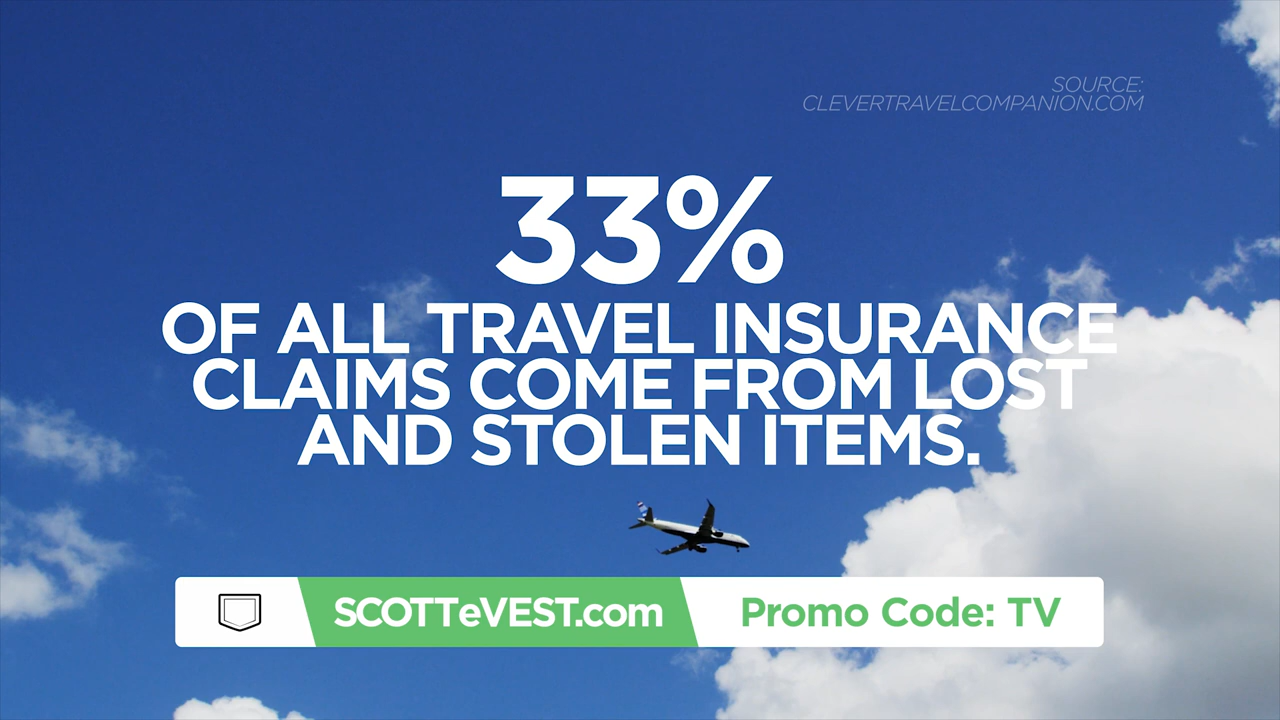 SOURCE:
CLEVERTRAVELCOMPANION.COM
33%
OF ALL TRAVEL INSURANCE
CLAIMS COME FROM LOST
AND STOLEN ITEMS.
SCOTTeVEST.com
Promo Code: TV